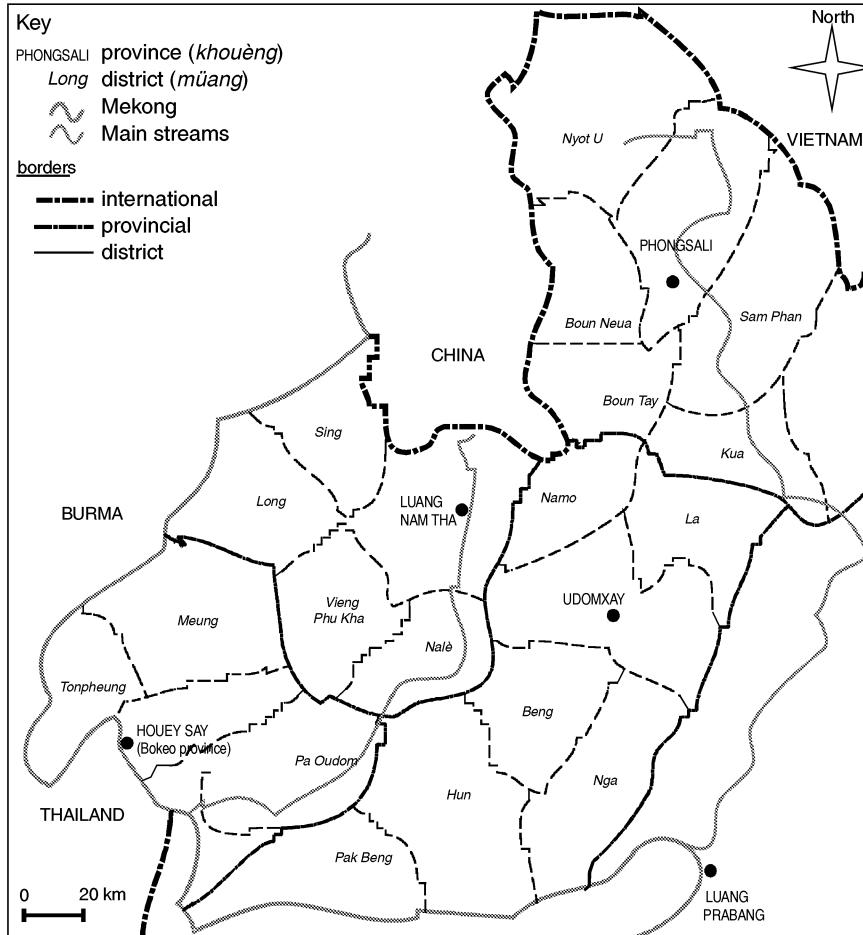 Key
PHONGSALI province (khouèng)
Long district (müang)
Mekong
Main streams
borders
international
provincial
district
North
VIETNAM
Nyot U
PHONGSALI
Boun Neua
Sam Phan
CHINA
Boun Tay
Sing
Kua
Long
LUANG
NAM THA
Namo
BURMA
La
Vieng
Phu Kha
UDOMXAY
Meung
Nalè
Tonpheung
Beng
HOUEY SAY
(Bokeo province)
Pa Oudom
Nga
Hun
THAILAND
Pak Beng
0 20 km
LUANG
PRABANG